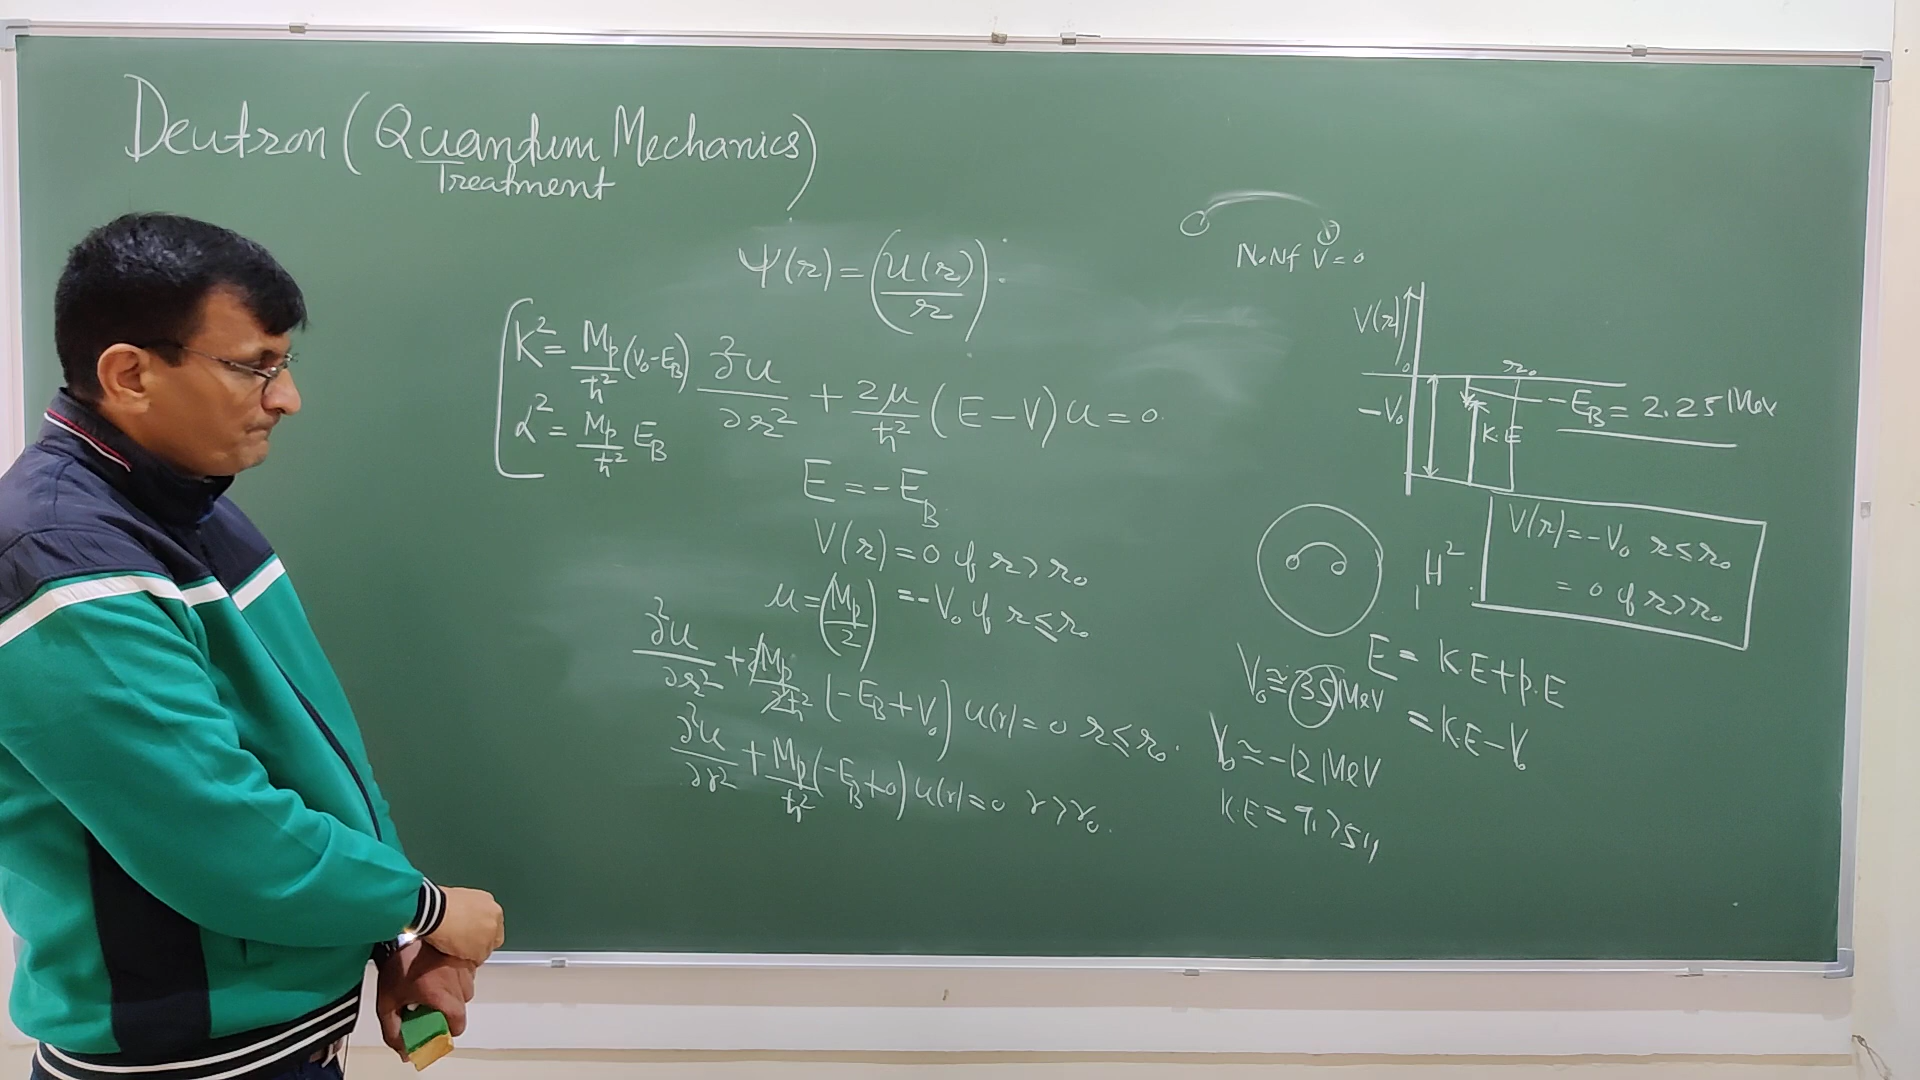 Deutron (Quantum Mechanics)
Treatment
Ψ(r) = (u(r)/r)
K² = Mp/ħ² (V₀-E_B)
α² = Mp/ħ² E_B
∂²u/∂r² + 2μ/ħ² (E - V)u = 0
E = -E_B
V(r) = 0 if r > r₀
= -V₀ if r ≤ r₀
μ = (Mp/2)
∂²u/∂r² + 2Mp/2ħ² (-E_B + V₀) u(r) = 0 r ≤ r₀.
∂²u/∂r² + Mp/ħ² (-E_B + 0) u(r) = 0 r > r₀.
N.Nf V = 0
V(r)
0
r₀
-V₀
-E_B = 2.25 MeV
K.E
₁H²
V(r) = -V₀ r ≤ r₀
= 0 if r > r₀
E = K.E + p.E
= K.E - V₀
V₀ ≅ 35 MeV
V₀ ≈ -12 MeV
K.E = 9.75 ,,